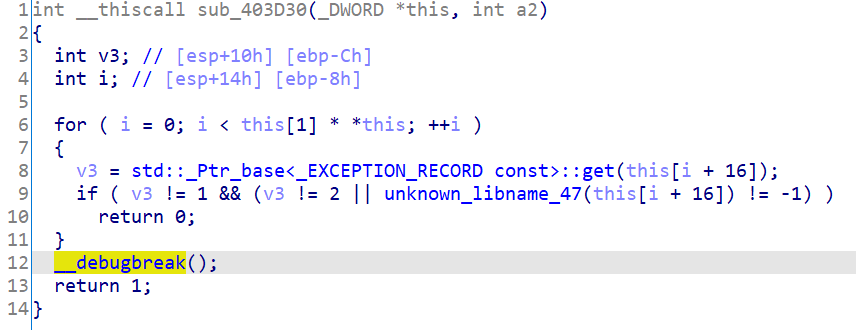 1 int __thiscall sub_403D30(_DWORD *this, int a2)
2 {
3 int v3; // [esp+10h] [ebp-Ch]
4 int i; // [esp+14h] [ebp-8h]
5
6 for ( i = 0; i < this[1] * *this; ++i )
7 {
8 v3 = std::_Ptr_base<_EXCEPTION_RECORD const>::get(this[i + 16]);
9 if ( v3 != 1 && (v3 != 2 || unknown_libname_47(this[i + 16]) != -1) )
10 return 0;
11 }
12 __debugbreak();
13 return 1;
14 }